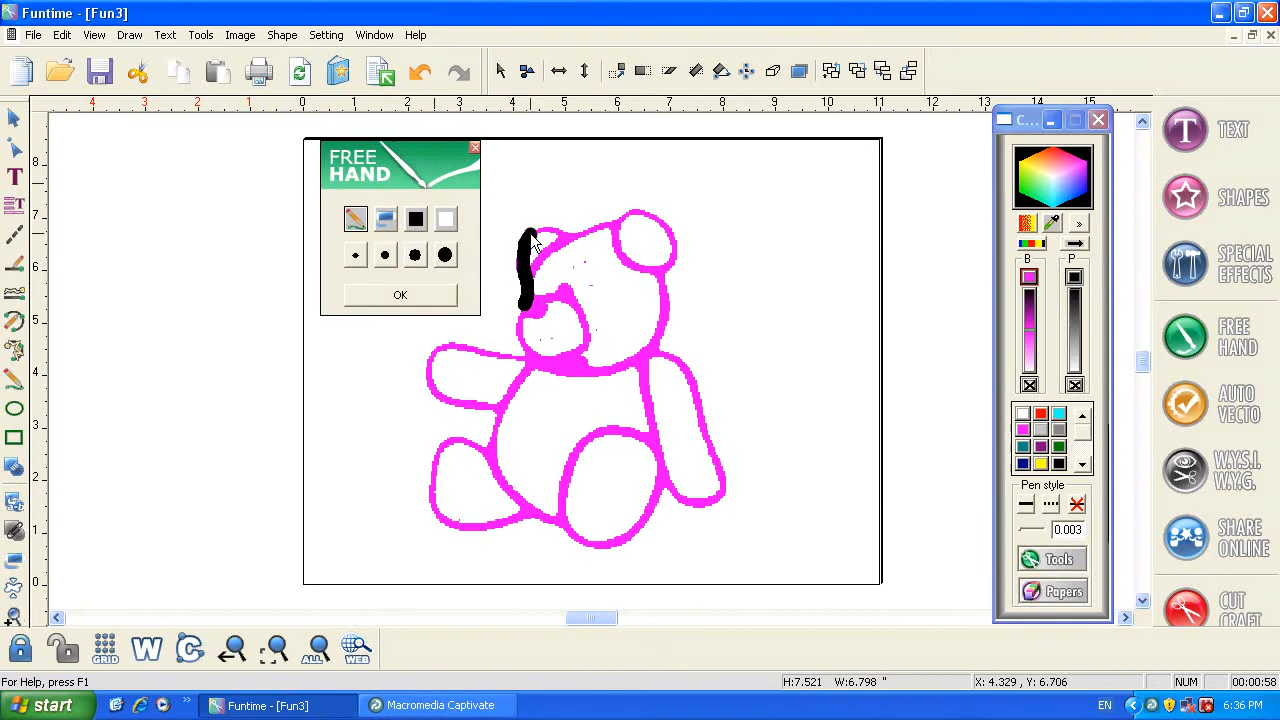 Funtime - [Fun3]
File Edit View Draw Text Tools Image Shape Setting Window Help
4 3 2 1 0 1 2 3 4 5 6 7 8 9 10 11 12 13 14 15
8
7
6
5
4
3
2
1
0
FREE
HAND
OK
C...
B P
Pen style
0.003
Tools
Papers
TEXT
SHAPES
SPECIAL
EFFECTS
FREE
HAND
AUTO
VECTO
W.Y.S.I.
W.Y.G.
SHARE
ONLINE
CUT
CRAFT
GRID W C ALL WEB
For Help, press F1
H:7.521 W:6.798 " X: 4.329 , Y: 6.706 NUM 00:00:58
start Funtime - [Fun3] Macromedia Captivate EN 6:36 PM